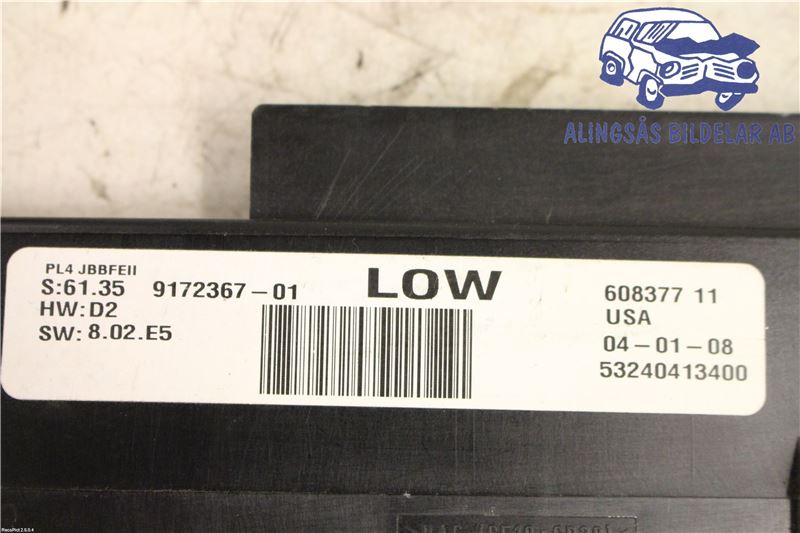 ALINGSÅS BILDELAR AB
PL4 JBBFEII
S:61.35 9172367-01 LOW 608377 11
HW:D2 USA
SW: 8.02.E5 04-01-08
53240413400